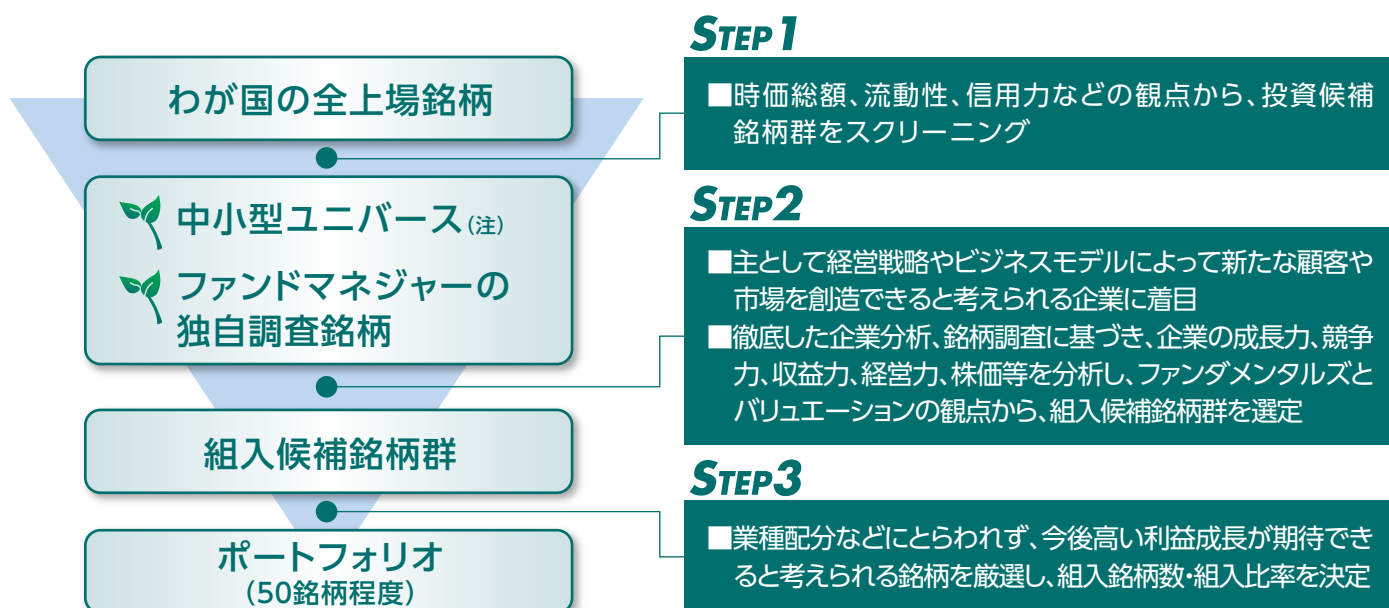 わが国の全上場銘柄
STEP 1
■時価総額、流動性、信用力などの観点から、投資候補
銘柄群をスクリーニング
中小型ユニバース(注)
ファンドマネジャーの
独自調査銘柄
STEP2
■主として経営戦略やビジネスモデルによって新たな顧客や
市場を創造できると考えられる企業に着目
■徹底した企業分析、銘柄調査に基づき、企業の成長力、競争
力、収益力、経営力、株価等を分析し、ファンダメンタルズと
バリュエーションの観点から、組入候補銘柄群を選定
組入候補銘柄群
STEP3
■業種配分などにとらわれず、今後高い利益成長が期待でき
ると考えられる銘柄を厳選し、組入銘柄数・組入比率を決定
ポートフォリオ
(50銘柄程度)